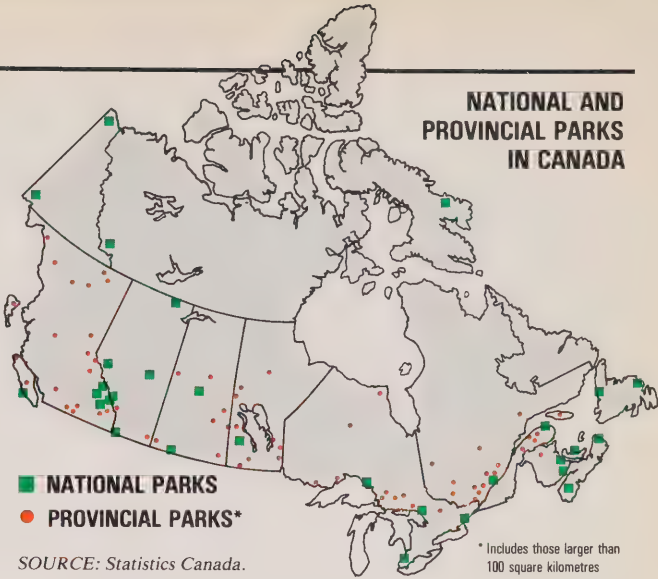 NATIONAL AND
PROVINCIAL PARKS
IN CANADA
NATIONAL PARKS
PROVINCIAL PARKS*
SOURCE: Statistics Canada.
* Includes those larger than
100 square kilometres